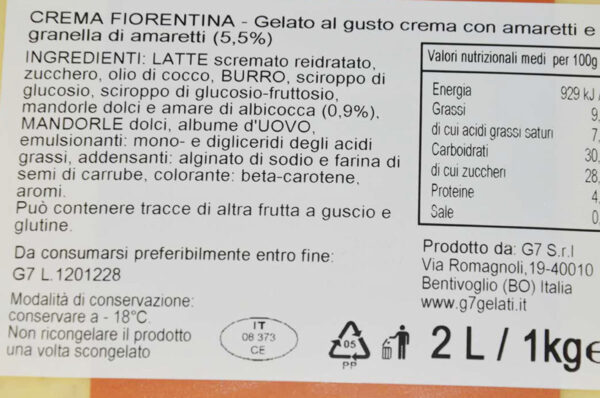 CREMA FIORENTINA - Gelato al gusto crema con amaretti e
granella di amaretti (5,5%)
INGREDIENTI: LATTE scremato reidratato,
zucchero, olio di cocco, BURRO, sciroppo di
glucosio, sciroppo di glucosio-fruttosio,
mandorle dolci e amare di albicocca (0,9%),
MANDORLE dolci, albume d'UOVO,
emulsionanti: mono- e digliceridi degli acidi
grassi, addensanti: alginato di sodio e farina di
semi di carrube, colorante: beta-carotene,
aromi.
Può contenere tracce di altra frutta a guscio e
glutine.
Da consumarsi preferibilmente entro fine:
G7 L.1201228
Modalità di conservazione:
conservare a - 18°C.
Non ricongelare il prodotto
una volta scongelato
IT
08 373
CE
05
PP
Valori nutrizionali medi per 100g
Energia 929 kJ /
Grassi 9,
di cui acidi grassi saturi 7,
Carboidrati 30,
di cui zuccheri 28,
Proteine 4,
Sale 0
Prodotto da: G7 S.r.l
Via Romagnoli,19-40010
Bentivoglio (BO) Italia
www.g7gelati.it
2 L / 1kg e